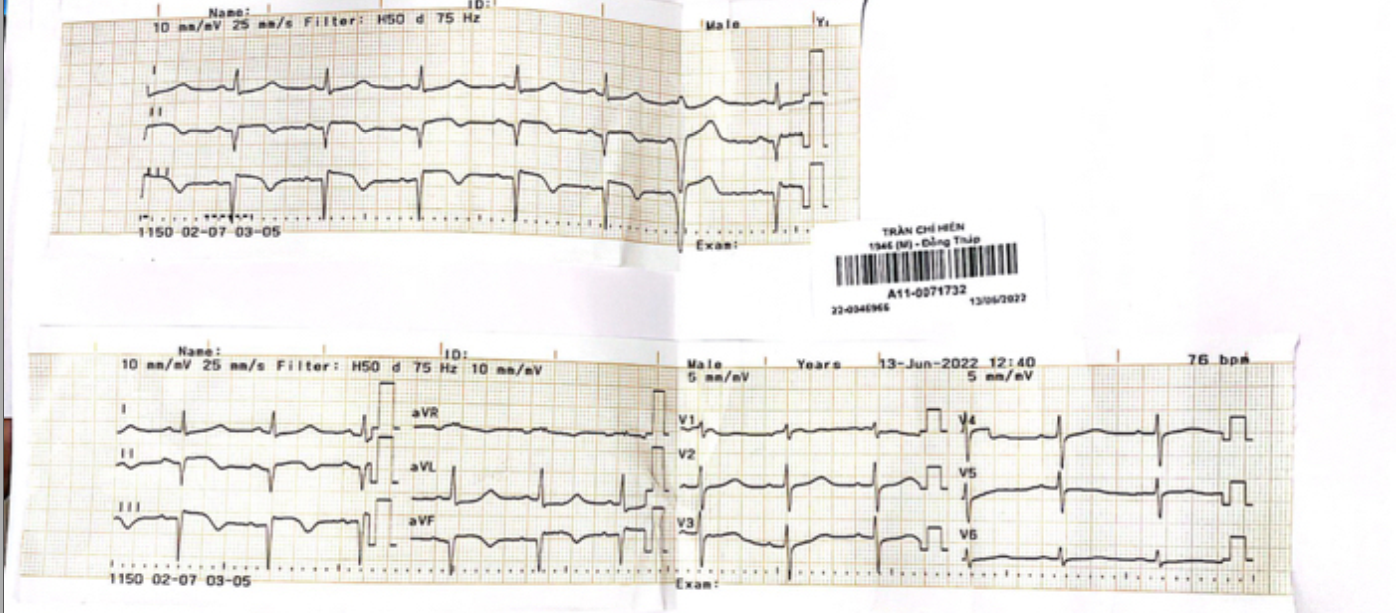 Name: ID:
10 mm/mV 25 mm/s Filter: H50 d 75 Hz Male
I
II
III
1150 02-07 03-05 Exam:
TRẦN CHÍ HIỀN
1946 (M) - Đồng Tháp
A11-0071732
13/06/2022
Name: ID: Male Years 13-Jun-2022 12:40 76 bpm
10 mm/mV 25 mm/s Filter: H50 d 75 Hz 10 mm/mV 5 mm/mV 5 mm/mV
I aVR V1 V4
II aVL V2 V5
III aVF V3 V6
1150 02-07 03-05 Exam: